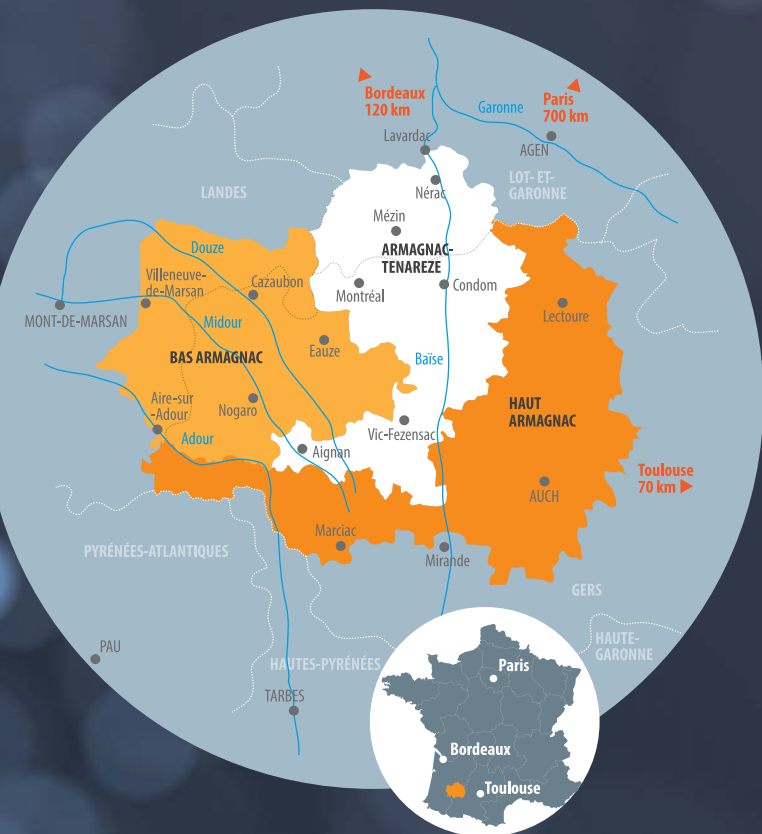 Bordeaux
120 km
Paris
700 km
Garonne
Lavardac
AGEN
LOT- ET-
GARONNE
LANDES
Nérac
Mézin
Douze
ARMAGNAC-
TENAREZE
Villeneuve-
de-Marsan
Cazaubon
Montréal
Condom
Lectoure
MONT-DE-MARSAN
Midour
Eauze
Baïse
BAS ARMAGNAC
Aire-sur
-Adour
Nogaro
HAUT
ARMAGNAC
Vic-Fezensac
Adour
Aignan
Toulouse
70 km
AUCH
Marciac
Mirande
PYRÉNÉES-ATLANTIQUES
GERS
PAU
HAUTES-PYRÉNÉES
HAUTE-
GARONNE
TARBES
Paris
Bordeaux
Toulouse